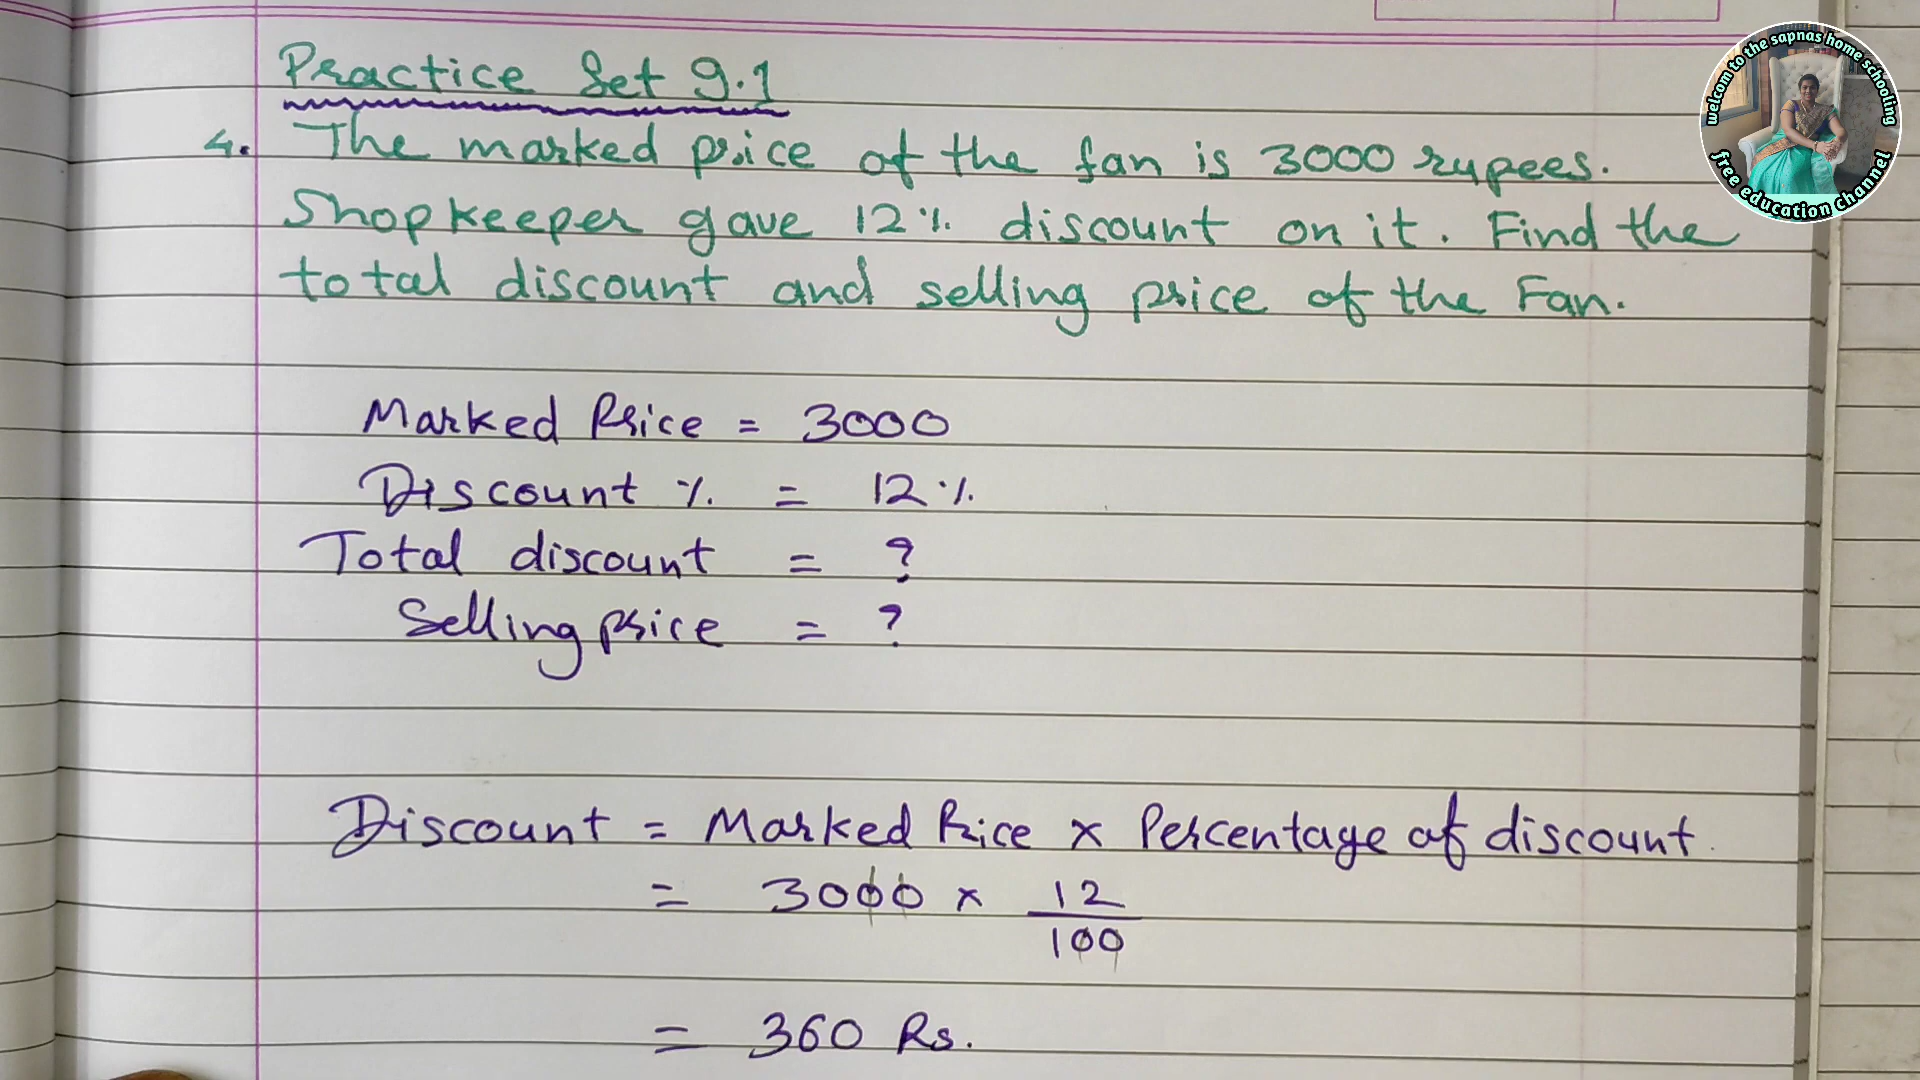 welcom to the sapnas home schooling
free education channel
Practice Set 9.1
4. The marked price of the fan is 3000 rupees.
Shopkeeper gave 12% discount on it. Find the
total discount and selling price of the Fan.
Marked Price = 3000
Discount % = 12%
Total discount = ?
Selling price = ?
Discount = Marked Price x Percentage of discount.
= 3000 x 12/100
= 360 Rs.